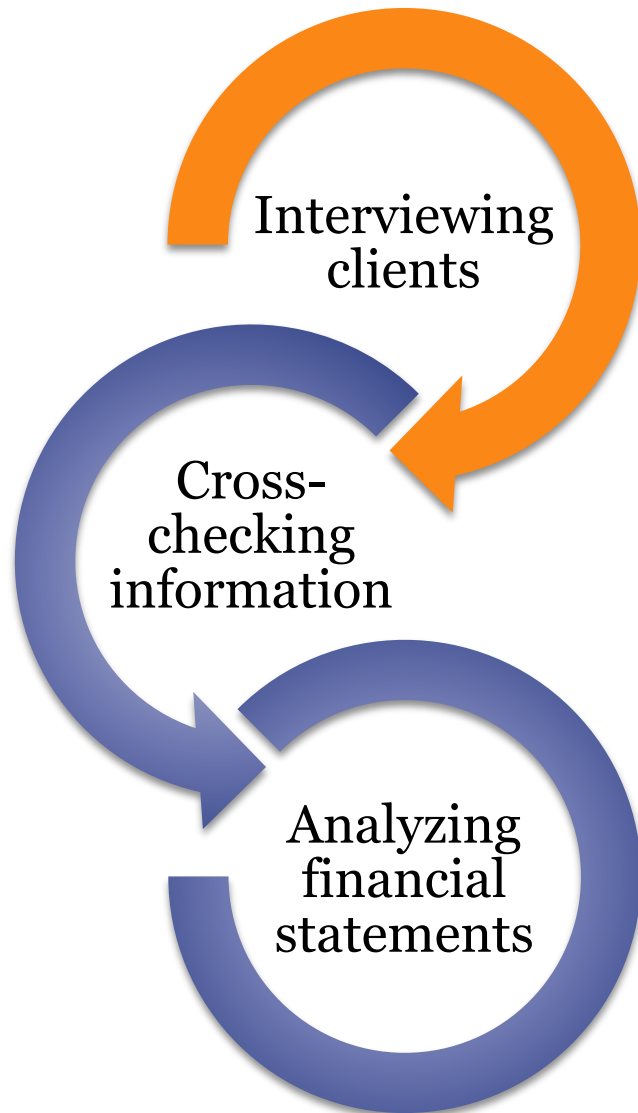 Interviewing
clients
Cross-
checking
information
Analyzing
financial
statements